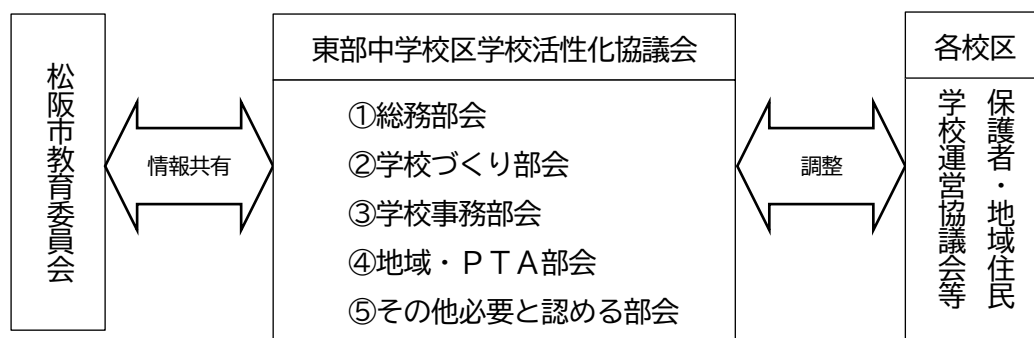 松阪市教育委員会
情報共有
東部中学校区学校活性化協議会
①総務部会
②学校づくり部会
③学校事務部会
④地域・ＰＴＡ部会
⑤その他必要と認める部会
調整
各校区
保護者・地域住民
学校運営協議会等